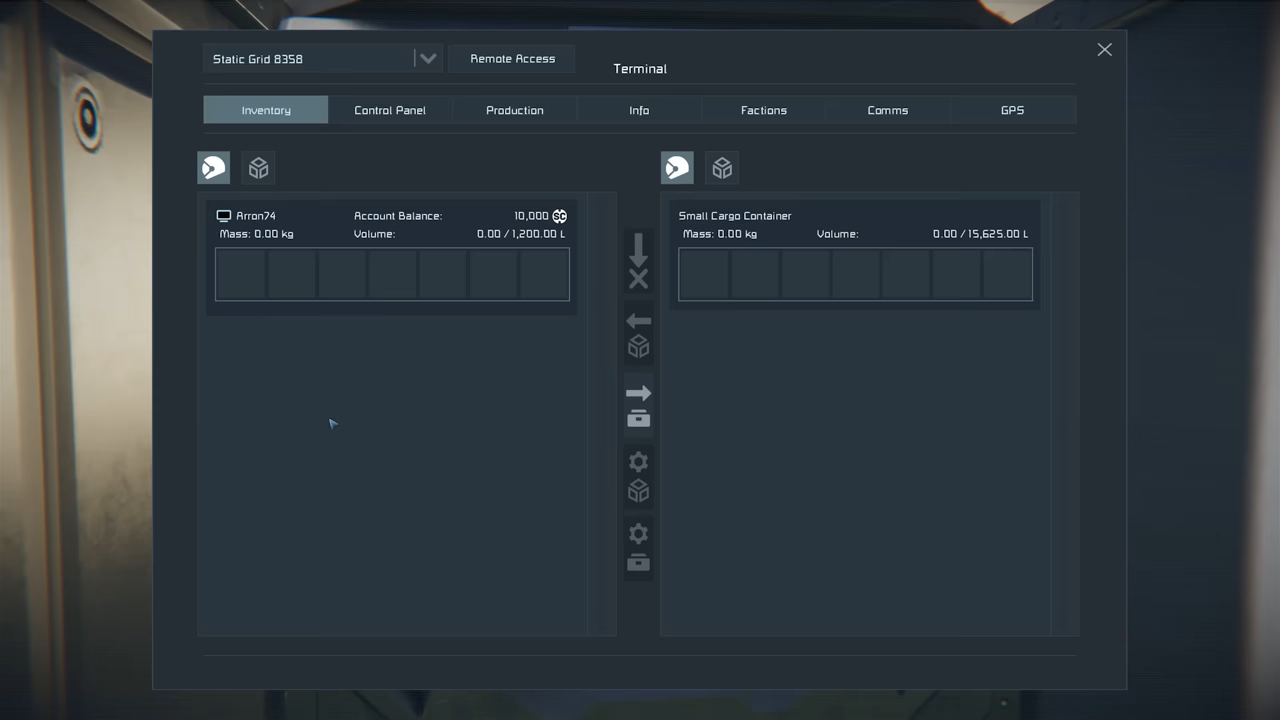 Static Grid 8358
Remote Access
Terminal
Inventory
Control Panel
Production
Info
Factions
Comms
GPS
Arron74
Account Balance:
10,000 SC
Mass: 0.00 kg
Volume:
0.00 / 1,200.00 L
Small Cargo Container
Mass: 0.00 kg
Volume:
0.00 / 15,625.00 L